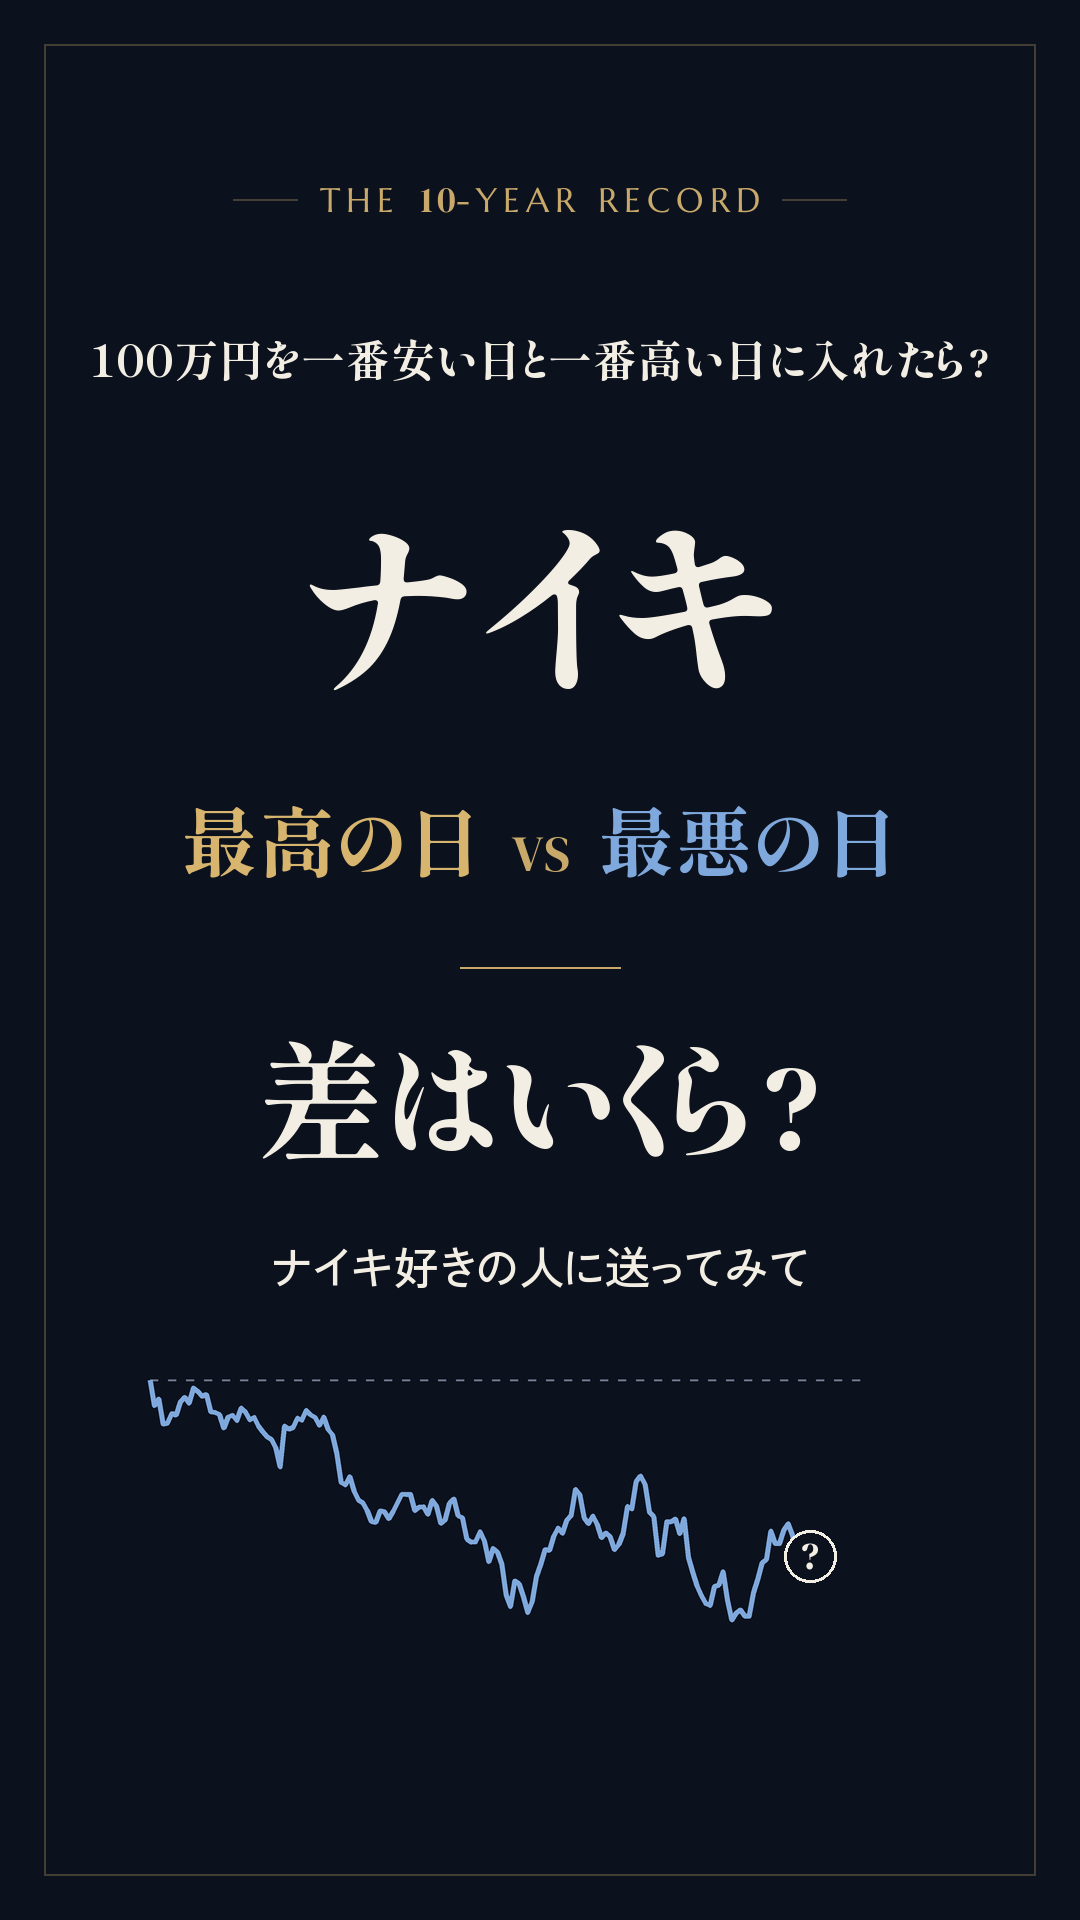 THE 10-YEAR RECORD
100万円を一番安い日と一番高い日に入れたら?
ナイキ
最高の日 vs 最悪の日
差はいくら?
ナイキ好きの人に送ってみて
?